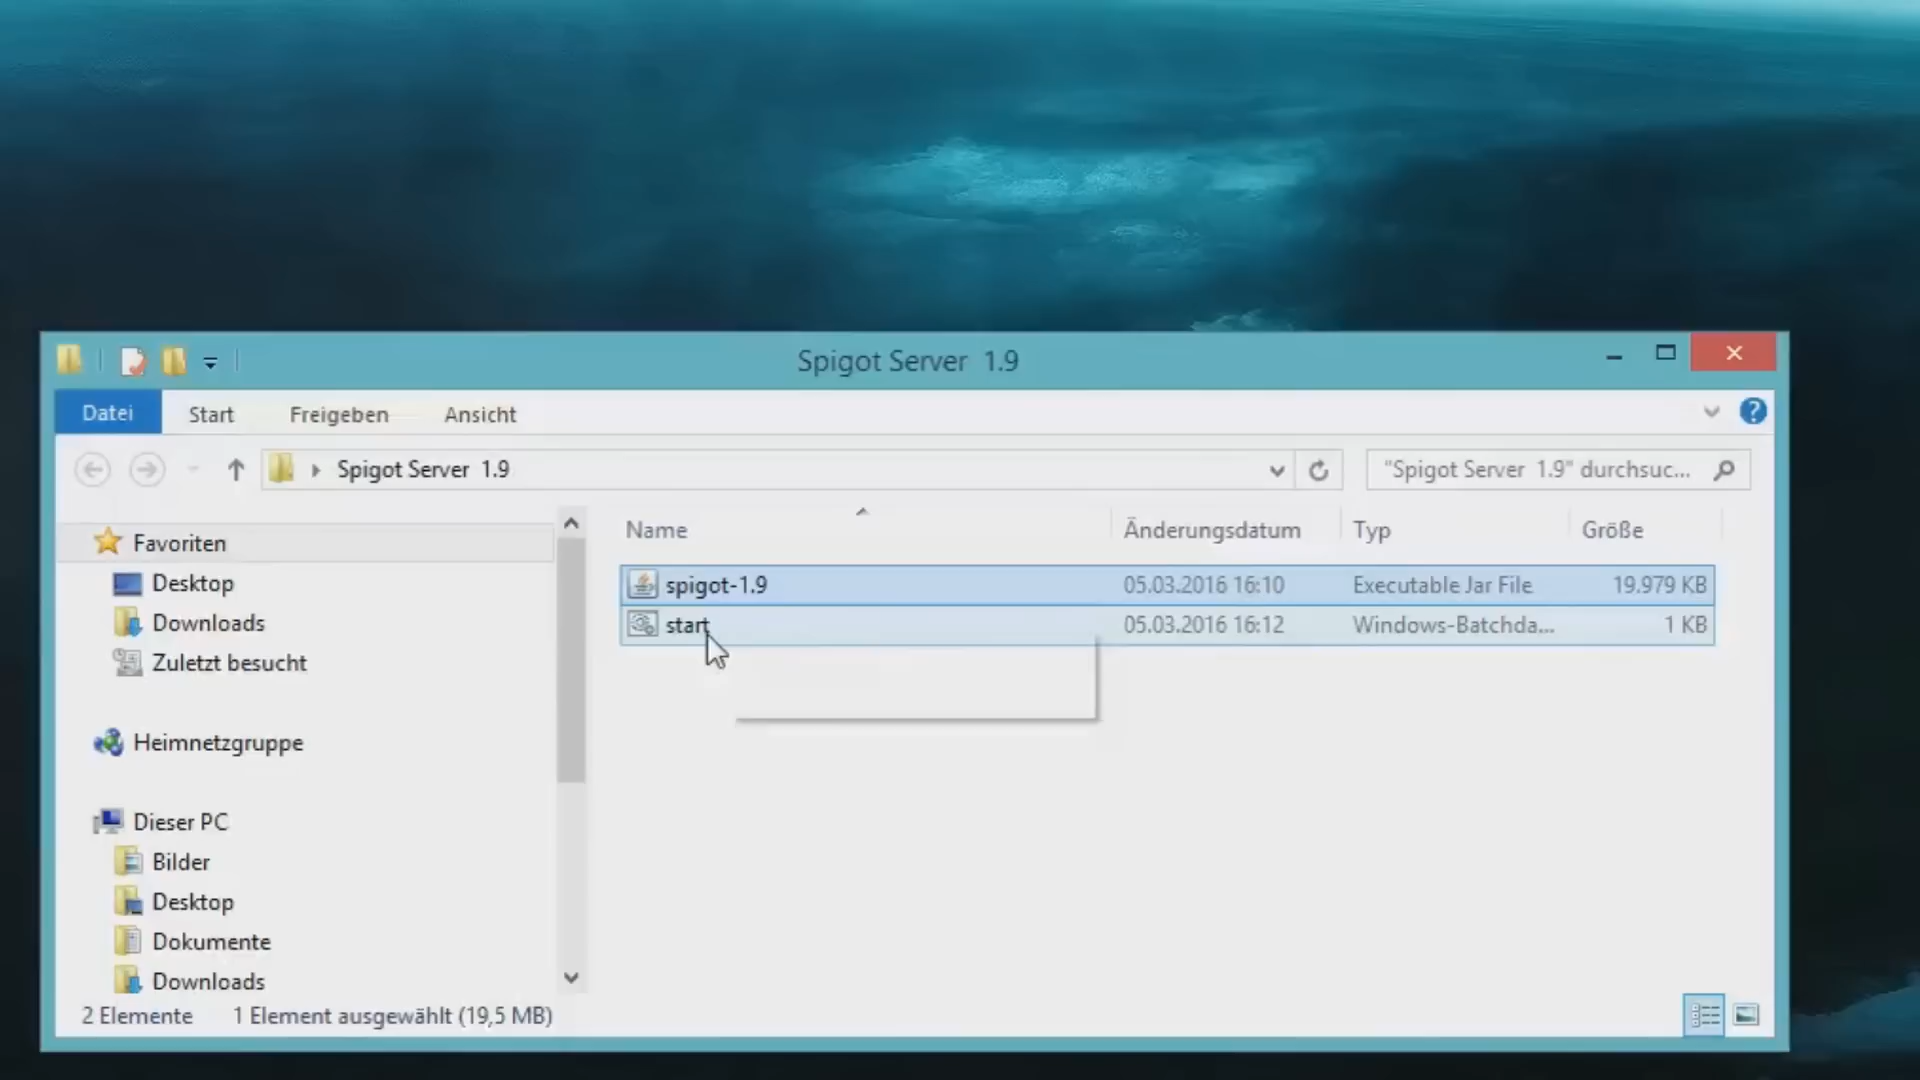 Spigot Server 1.9
Datei Start Freigeben Ansicht
Spigot Server 1.9
"Spigot Server 1.9" durchsuc...
Favoriten
Desktop
Downloads
Zuletzt besucht
Heimnetzgruppe
Dieser PC
Bilder
Desktop
Dokumente
Downloads
Name Änderungsdatum Typ Größe
spigot-1.9 05.03.2016 16:10 Executable Jar File 19.979 KB
start 05.03.2016 16:12 Windows-Batchda... 1 KB
2 Elemente 1 Element ausgewählt (19,5 MB)